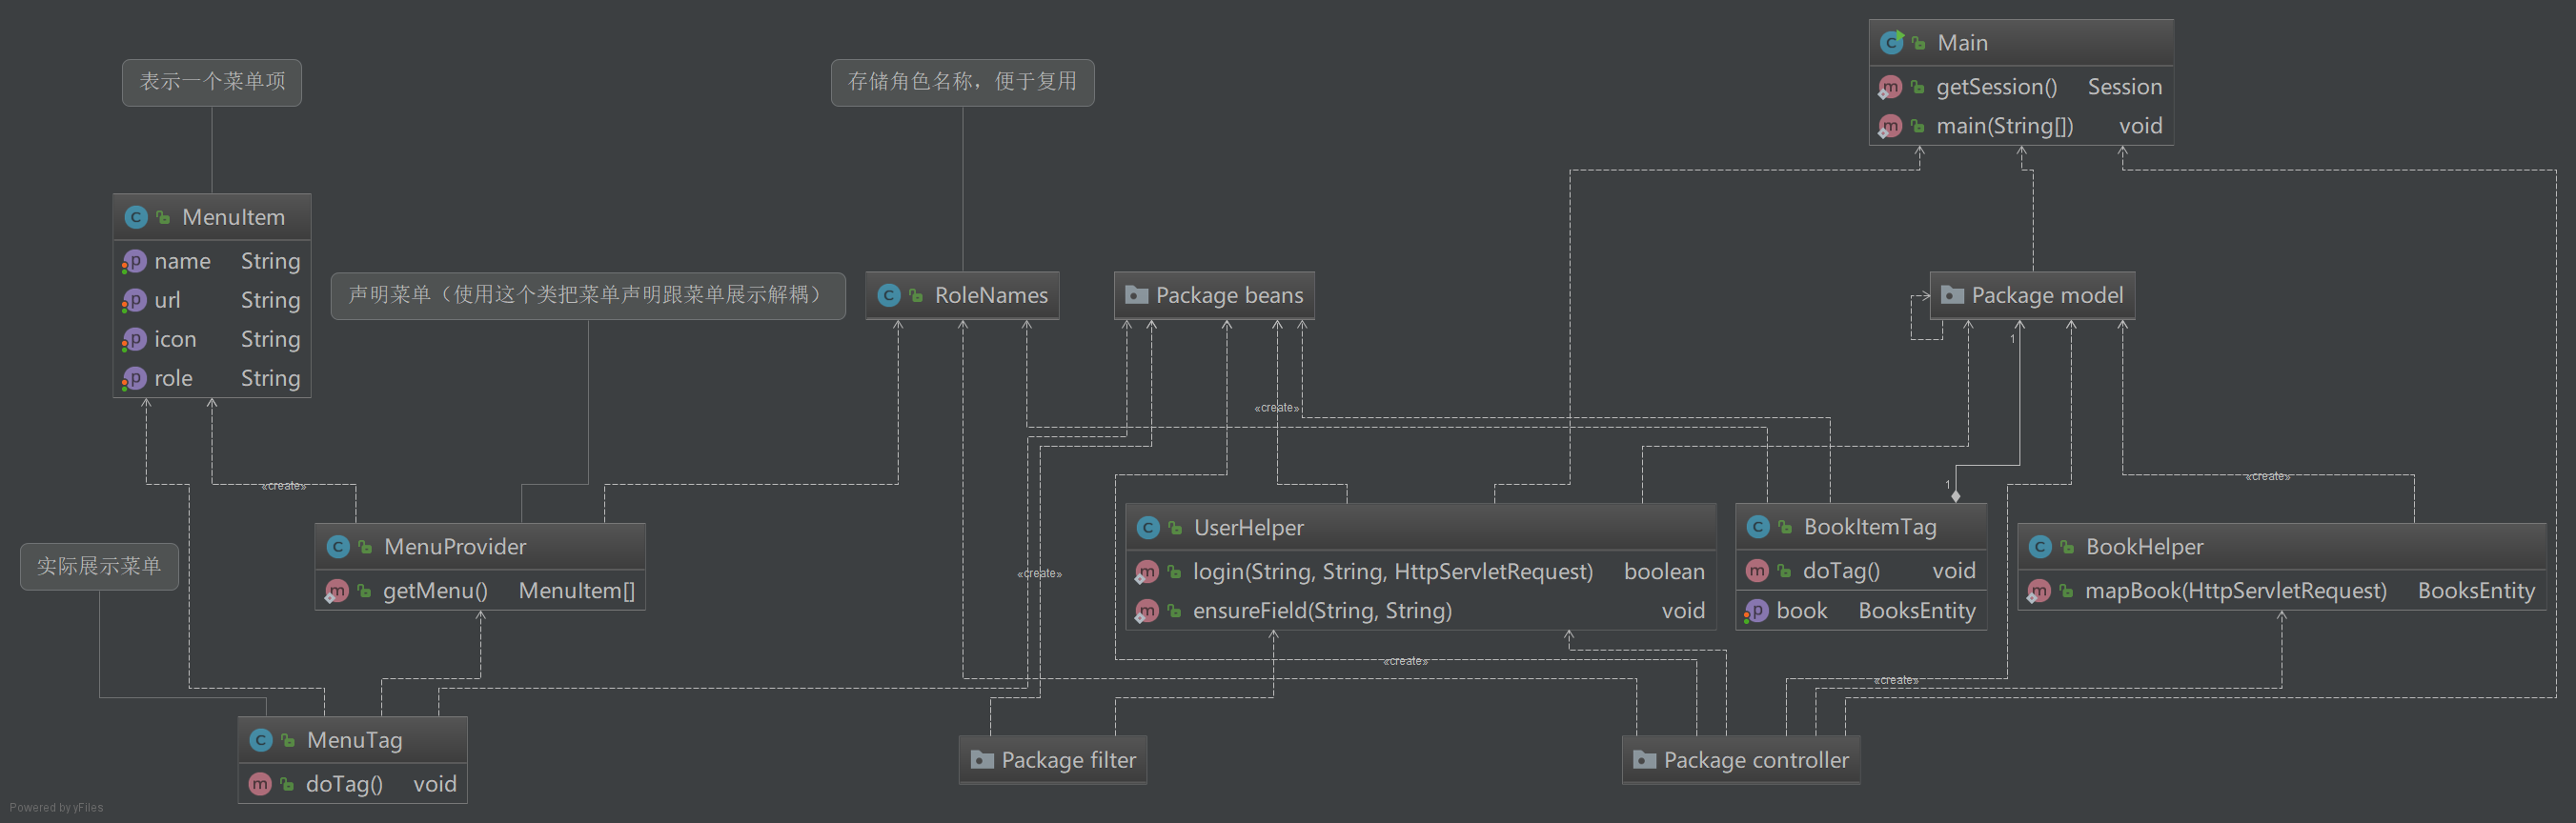 表示一个菜单项
MenuItem
name String
url String
icon String
role String
声明菜单（使用这个类把菜单声明跟菜单展示解耦）
存储角色名称，便于复用
RoleNames
Package beans
Main
getSession() Session
main(String[]) void
Package model
1
«create»
«create»
«create»
1
MenuProvider
getMenu() MenuItem[]
实际展示菜单
«create»
UserHelper
login(String, String, HttpServletRequest) boolean
ensureField(String, String) void
BookItemTag
doTag() void
book BooksEntity
BookHelper
mapBook(HttpServletRequest) BooksEntity
«create»
«create»
MenuTag
doTag() void
Package filter
Package controller
Powered by yFiles